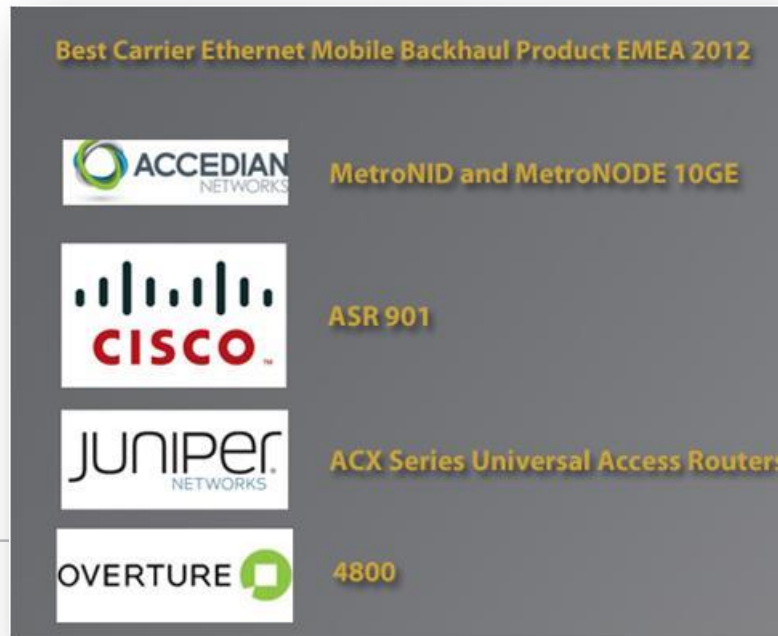 Best Carrier Ethernet Mobile Backhaul Product EMEA 2012
ACCEDIAN
NETWORKS
MetroNID and MetroNODE 10GE
CISCO™
ASR 901
JUNIPER®
NETWORKS
ACX Series Universal Access Routers
OVERTURE
4800